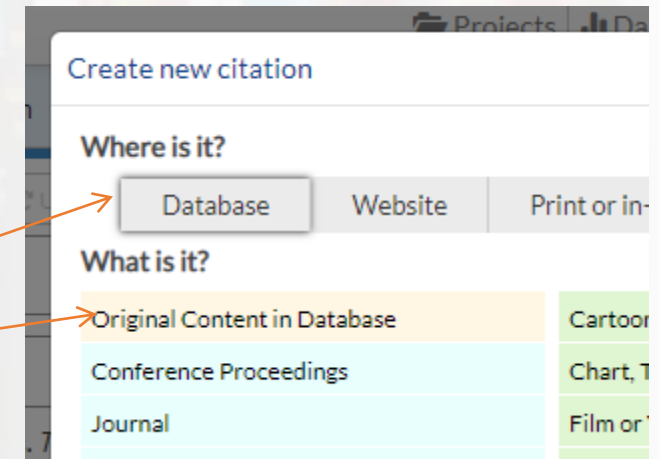 Projects
Create new citation
Where is it?
Database Website Print or in-
What is it?
Original Content in Database Cartoon
Conference Proceedings Chart, T
Journal Film or